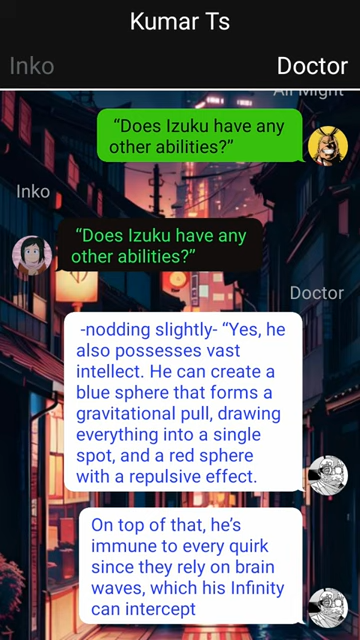 Kumar Ts
Inko
Doctor
All Might
“Does Izuku have any
other abilities?”
Inko
“Does Izuku have any
other abilities?”
Doctor
-nodding slightly- “Yes, he
also possesses vast
intellect. He can create a
blue sphere that forms a
gravitational pull, drawing
everything into a single
spot, and a red sphere
with a repulsive effect.
On top of that, he’s
immune to every quirk
since they rely on brain
waves, which his Infinity
can intercept